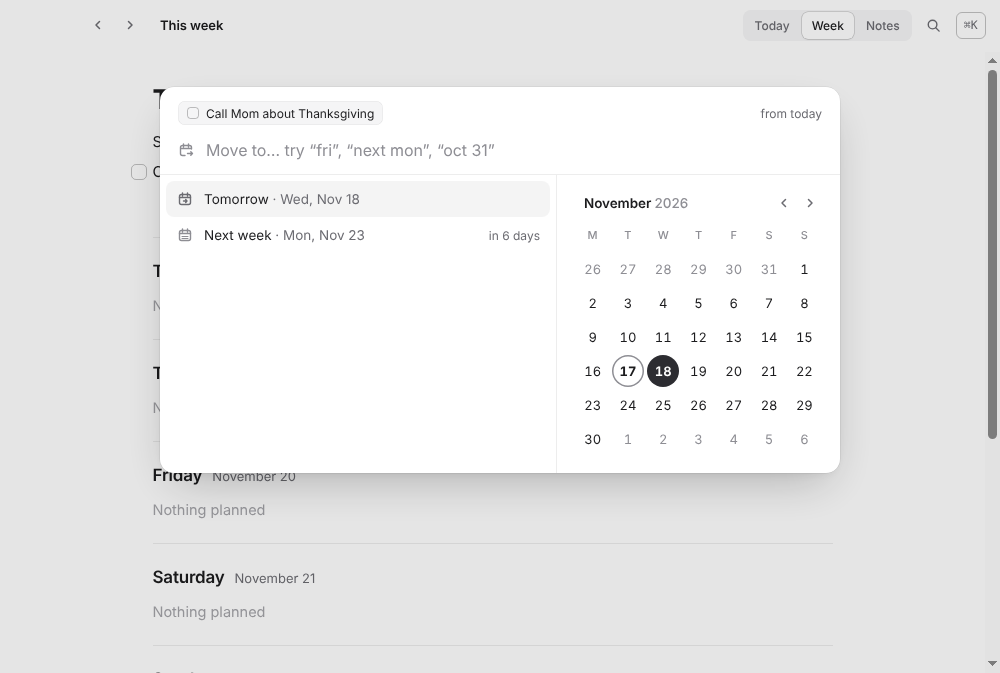 This week
Today Week Notes ⌘K
Call Mom about Thanksgiving from today
Move to... try “fri”, “next mon”, “oct 31”
Tomorrow · Wed, Nov 18
Next week · Mon, Nov 23 in 6 days
November 2026
M T W T F S S
26 27 28 29 30 31 1
2 3 4 5 6 7 8
9 10 11 12 13 14 15
16 17 18 19 20 21 22
23 24 25 26 27 28 29
30 1 2 3 4 5 6
Friday November 20
Nothing planned
Saturday November 21
Nothing planned